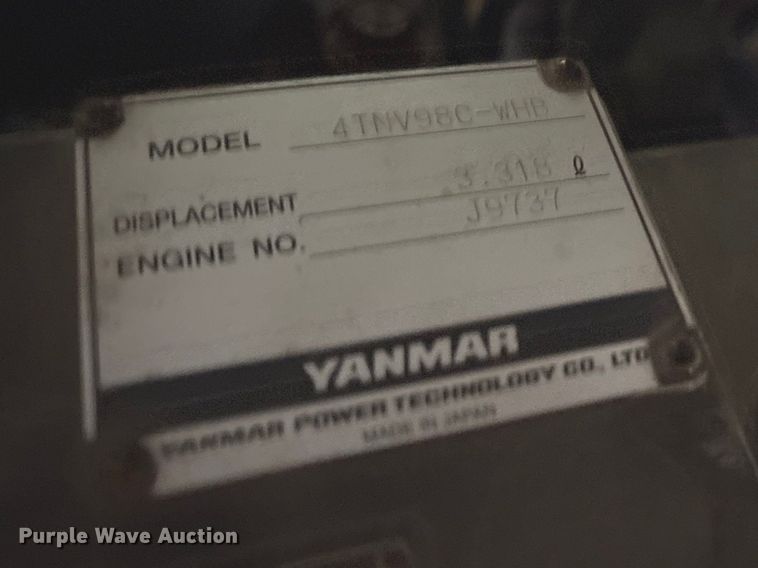 MODEL 4TNV98C-WHB
DISPLACEMENT 3.318 ℓ
ENGINE NO. J9737
YANMAR
YANMAR POWER TECHNOLOGY CO., LTD
MADE IN JAPAN
Purple Wave Auction